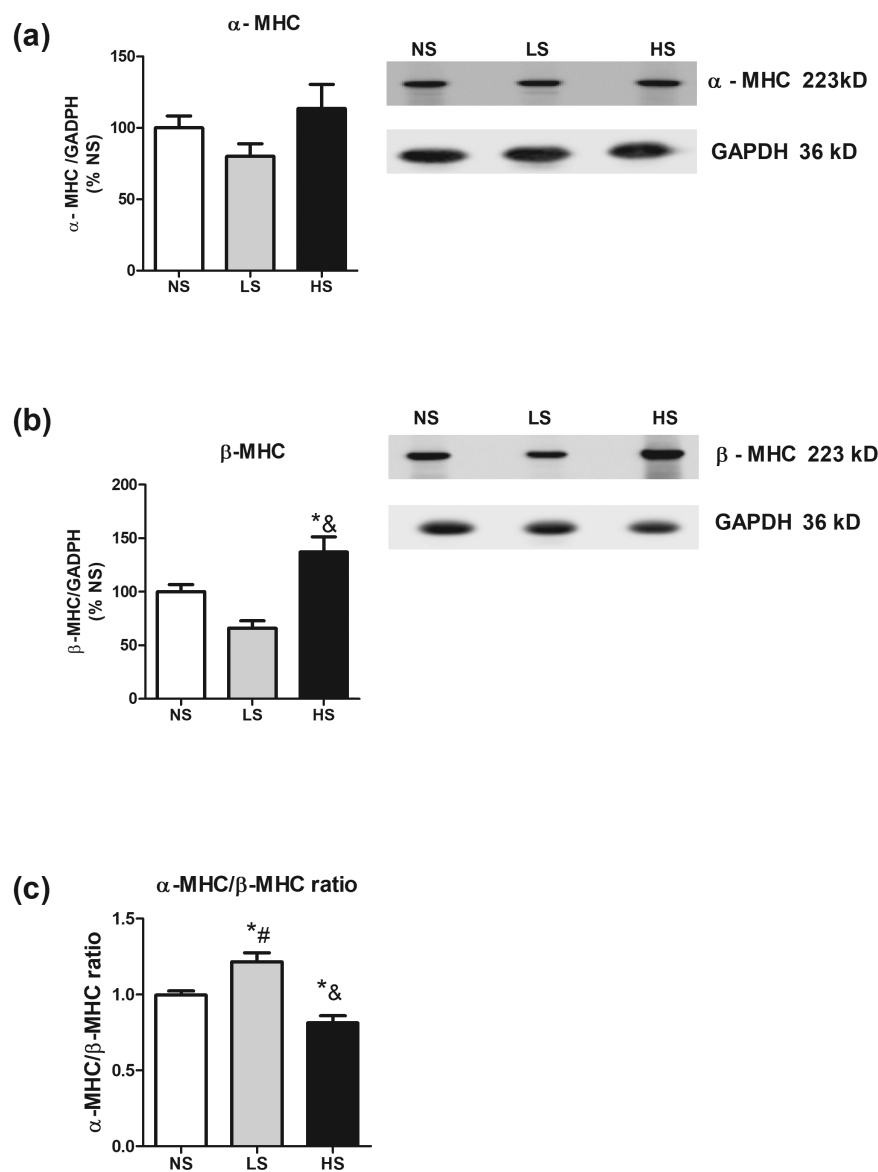 (a)
α- MHC
α- MHC /GADPH
(% NS)
150
100
50
0
NS LS HS
NS LS HS
α - MHC 223kD
GAPDH 36 kD
(b)
β-MHC
β-MHC/GADPH
(% NS)
200
150
100
50
0
*&
NS LS HS
NS LS HS
β - MHC 223 kD
GAPDH 36 kD
(c)
α-MHC/β-MHC ratio
α-MHC/β-MHC ratio
1.5
1.0
0.5
0.0
*#
*&
NS LS HS